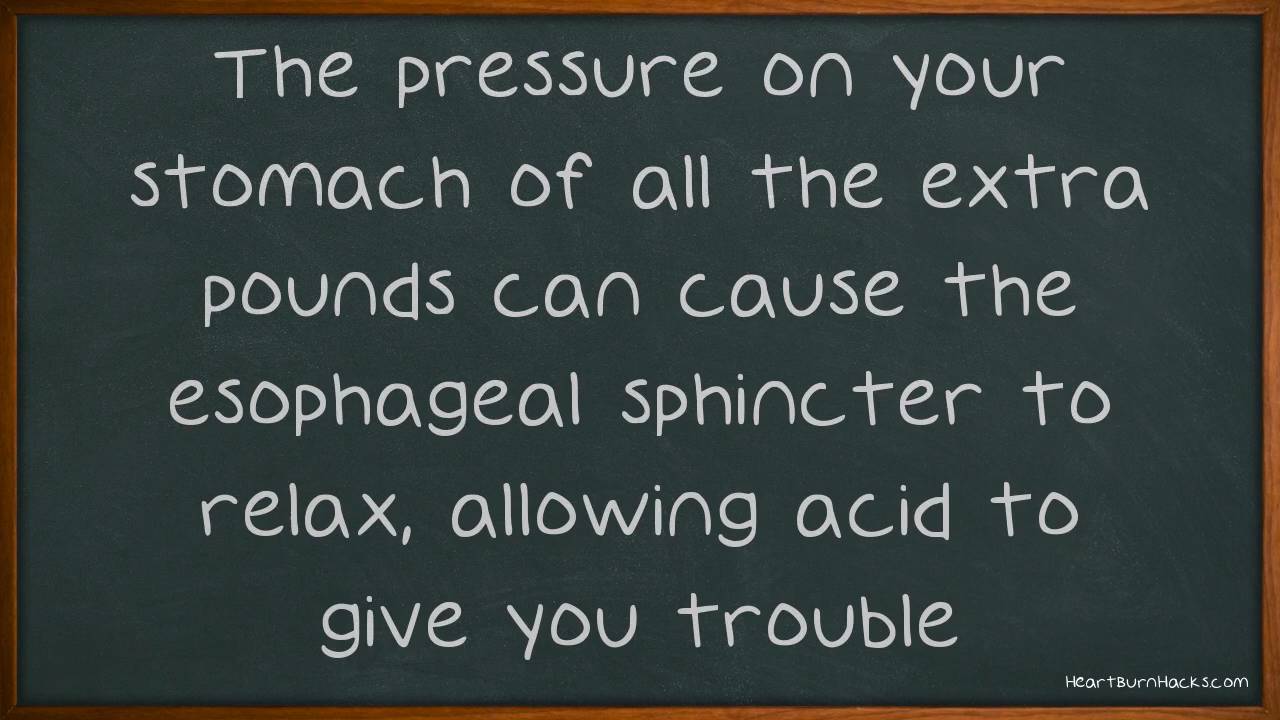 The pressure on your
stomach of all the extra
pounds can cause the
esophageal sphincter to
relax, allowing acid to
give you trouble
HeartBurnHacks.com